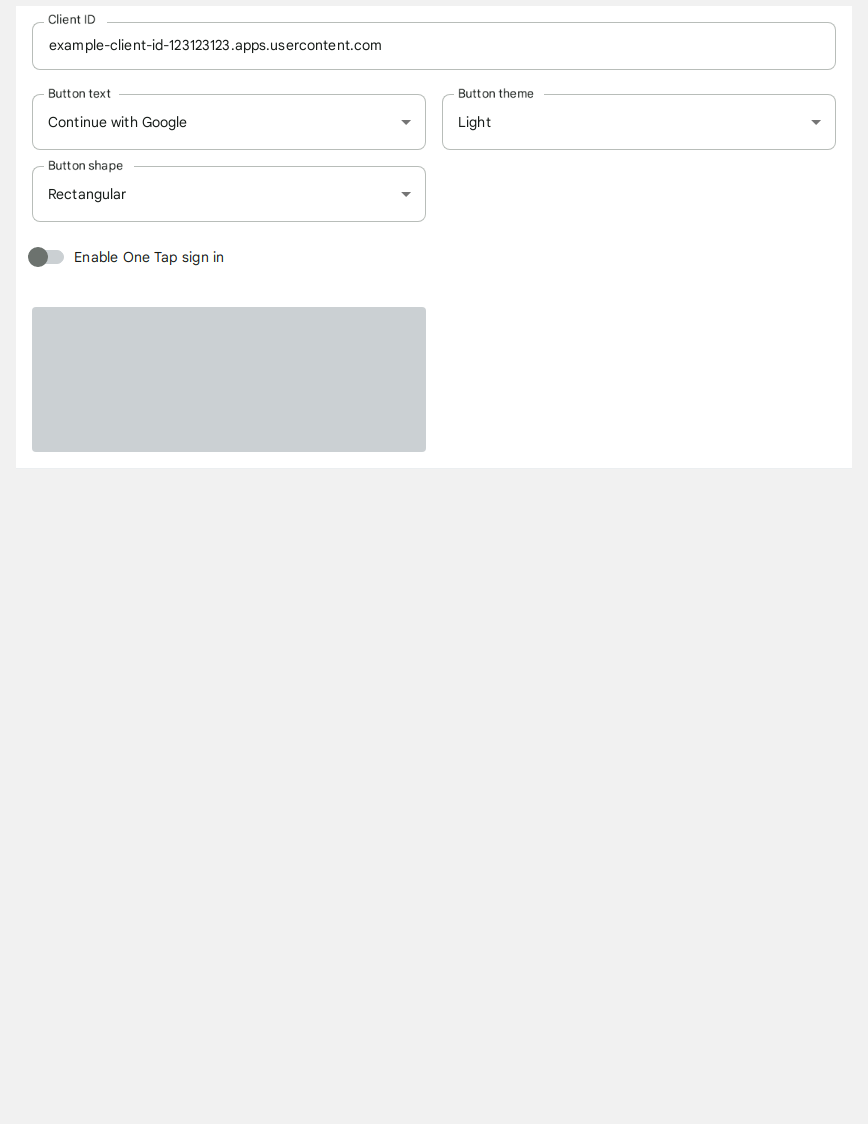 Client ID
example-client-id-123123123.apps.usercontent.com
Button text
Button theme
Continue with Google
Light
Button shape
Rectangular
Enable One Tap sign in